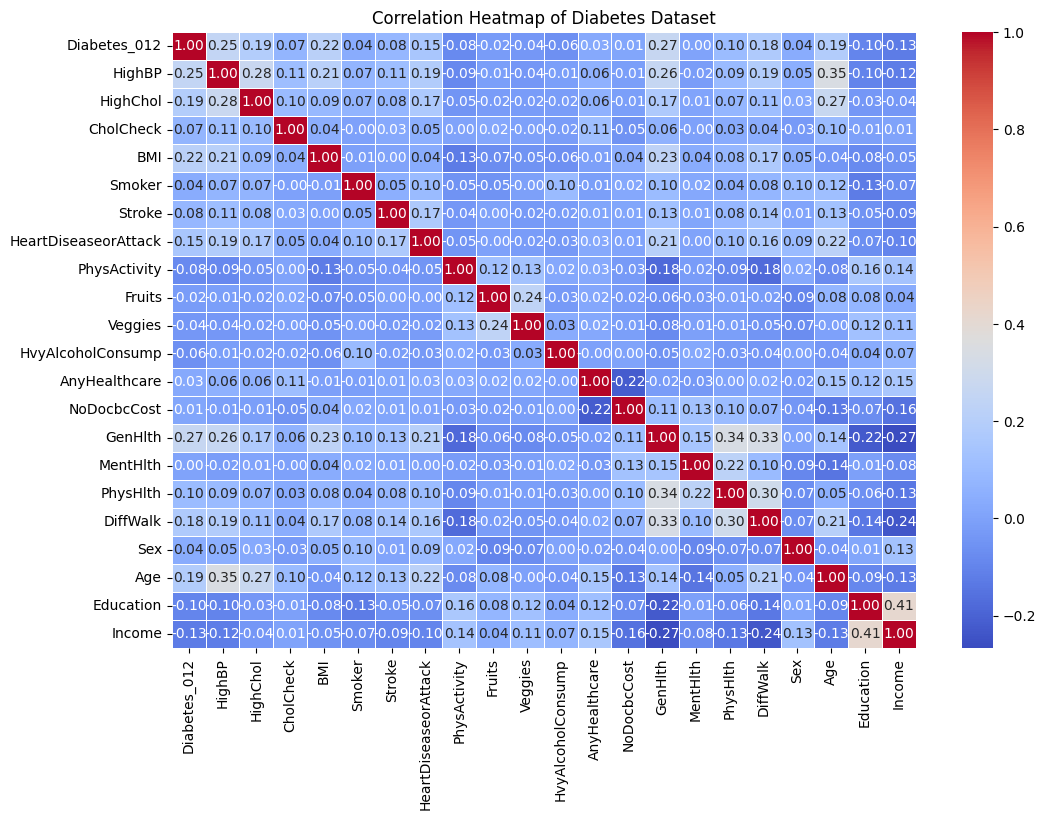 Correlation Heatmap of Diabetes Dataset
Diabetes_012 1.00 0.25 0.19 0.07 0.22 0.04 0.08 0.15 -0.08 -0.02 -0.04 -0.06 0.03 0.01 0.27 0.00 0.10 0.18 0.04 0.19 -0.10 -0.13
HighBP 0.25 1.00 0.28 0.11 0.21 0.07 0.11 0.19 -0.09 -0.01 -0.04 -0.01 0.06 -0.01 0.26 -0.02 0.09 0.19 0.05 0.35 -0.10 -0.12
HighChol 0.19 0.28 1.00 0.10 0.09 0.07 0.08 0.17 -0.05 -0.02 -0.02 -0.02 0.06 -0.01 0.17 0.01 0.07 0.11 0.03 0.27 -0.03 -0.04
CholCheck 0.07 0.11 0.10 1.00 0.04 -0.00 0.03 0.05 0.00 0.02 -0.00 -0.02 0.11 -0.05 0.06 -0.00 0.03 0.04 -0.03 0.10 -0.01 0.01
BMI 0.22 0.21 0.09 0.04 1.00 -0.01 0.00 0.04 -0.13 -0.07 -0.05 -0.06 -0.01 0.04 0.23 0.04 0.08 0.17 0.05 -0.04 -0.08 -0.05
Smoker 0.04 0.07 0.07 -0.00 -0.01 1.00 0.05 0.10 -0.05 -0.05 -0.00 0.10 -0.01 0.02 0.10 0.02 0.04 0.08 0.10 0.12 -0.13 -0.07
Stroke 0.08 0.11 0.08 0.03 0.00 0.05 1.00 0.17 -0.04 0.00 -0.02 -0.02 0.01 0.01 0.13 0.01 0.08 0.14 0.01 0.13 -0.05 -0.09
HeartDiseaseorAttack 0.15 0.19 0.17 0.05 0.04 0.10 0.17 1.00 -0.05 -0.00 -0.02 -0.03 0.03 0.01 0.21 0.00 0.10 0.16 0.09 0.22 -0.07 -0.10
PhysActivity -0.08 -0.09 -0.05 0.00 -0.13 -0.05 -0.04 -0.05 1.00 0.12 0.13 0.02 0.03 -0.03 -0.18 -0.02 -0.09 -0.18 0.02 -0.08 0.16 0.14
Fruits -0.02 -0.01 -0.02 0.02 -0.07 -0.05 0.00 -0.00 0.12 1.00 0.24 -0.03 0.02 -0.02 -0.06 -0.03 -0.01 -0.02 -0.09 0.08 0.08 0.04
Veggies -0.04 -0.04 -0.02 -0.00 -0.05 -0.00 -0.02 -0.02 0.13 0.24 1.00 0.03 0.02 -0.01 -0.08 -0.01 -0.01 -0.05 -0.07 -0.00 0.12 0.11
HvyAlcoholConsump -0.06 -0.01 -0.02 -0.02 -0.06 0.10 -0.02 -0.03 0.02 -0.03 0.03 1.00 -0.00 0.00 -0.05 0.02 -0.03 -0.04 0.00 -0.04 0.04 0.07
AnyHealthcare 0.03 0.06 0.06 0.11 -0.01 -0.01 0.01 0.03 0.03 0.02 0.02 -0.00 1.00 -0.22 -0.02 -0.03 0.00 0.02 -0.02 0.15 0.12 0.15
NoDocbcCost 0.01 -0.01 -0.01 -0.05 0.04 0.02 0.01 0.01 -0.03 -0.02 -0.01 0.00 -0.22 1.00 0.11 0.13 0.10 0.07 -0.04 -0.13 -0.07 -0.16
GenHlth 0.27 0.26 0.17 0.06 0.23 0.10 0.13 0.21 -0.18 -0.06 -0.08 -0.05 -0.02 0.11 1.00 0.15 0.34 0.33 0.00 0.14 -0.22 -0.27
MentHlth 0.00 -0.02 0.01 -0.00 0.04 0.02 0.01 0.00 -0.02 -0.03 -0.01 0.02 -0.03 0.13 0.15 1.00 0.22 0.10 -0.09 -0.14 -0.01 -0.08
PhysHlth 0.10 0.09 0.07 0.03 0.08 0.04 0.08 0.10 -0.09 -0.01 -0.01 -0.03 0.00 0.10 0.34 0.22 1.00 0.30 -0.07 0.05 -0.06 -0.13
DiffWalk 0.18 0.19 0.11 0.04 0.17 0.08 0.14 0.16 -0.18 -0.02 -0.05 -0.04 0.02 0.07 0.33 0.10 0.30 1.00 -0.07 0.21 -0.14 -0.24
Sex 0.04 0.05 0.03 -0.03 0.05 0.10 0.01 0.09 0.02 -0.09 -0.07 0.00 -0.02 -0.04 0.00 -0.09 -0.07 -0.07 1.00 -0.04 0.01 0.13
Age 0.19 0.35 0.27 0.10 -0.04 0.12 0.13 0.22 -0.08 0.08 -0.00 -0.04 0.15 -0.13 0.14 -0.14 0.05 0.21 -0.04 1.00 -0.09 -0.13
Education -0.10 -0.10 -0.03 -0.01 -0.08 -0.13 -0.05 -0.07 0.16 0.08 0.12 0.04 0.12 -0.07 -0.22 -0.01 -0.06 -0.14 0.01 -0.09 1.00 0.41
Income -0.13 -0.12 -0.04 0.01 -0.05 -0.07 -0.09 -0.10 0.14 0.04 0.11 0.07 0.15 -0.16 -0.27 -0.08 -0.13 -0.24 0.13 -0.13 0.41 1.00
Diabetes_012
HighBP
HighChol
CholCheck
BMI
Smoker
Stroke
HeartDiseaseorAttack
PhysActivity
Fruits
Veggies
HvyAlcoholConsump
AnyHealthcare
NoDocbcCost
GenHlth
MentHlth
PhysHlth
DiffWalk
Sex
Age
Education
Income
1.0
0.8
0.6
0.4
0.2
0.0
−0.2